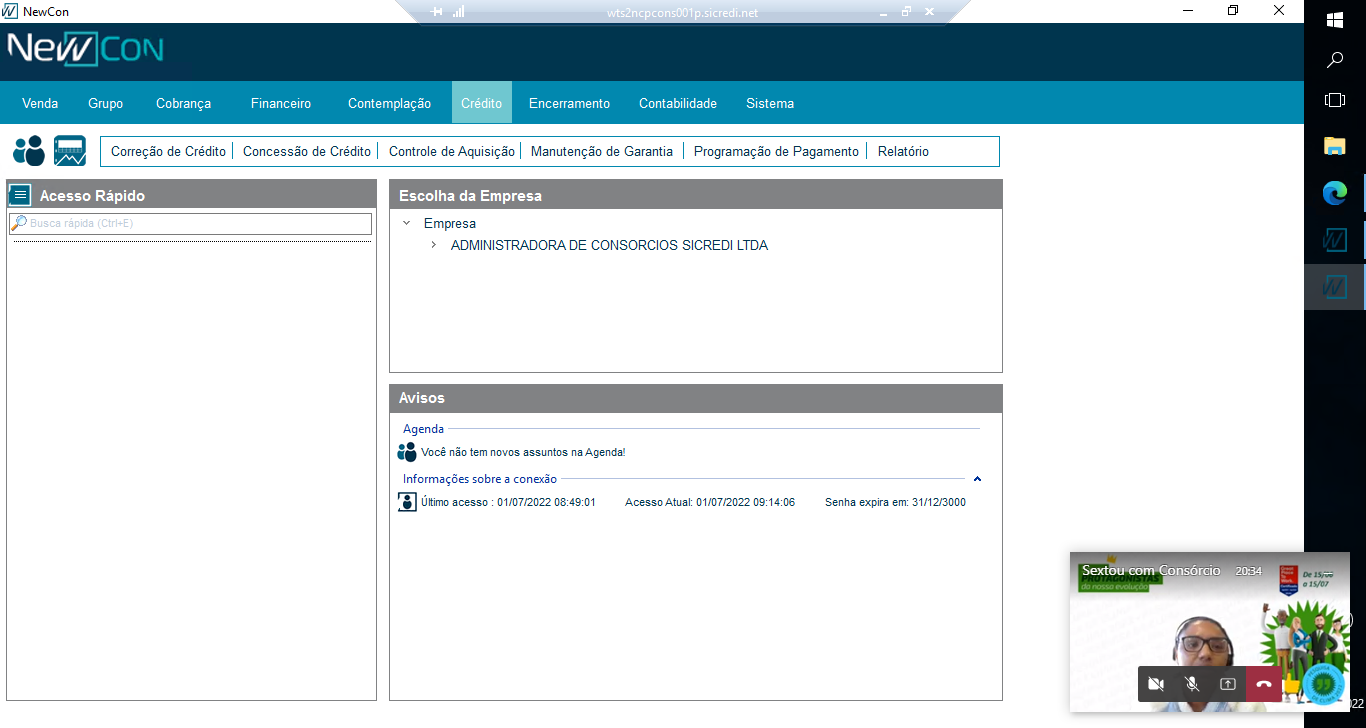 NewCon
wts2ncpcons001p.sicredi.net
NewCon
Venda Grupo Cobrança Financeiro Contemplação Crédito Encerramento Contabilidade Sistema
Correção de Crédito Concessão de Crédito Controle de Aquisição Manutenção de Garantia Programação de Pagamento Relatório
Acesso Rápido
Busca rápida (Ctrl+E)
Escolha da Empresa
Empresa
ADMINISTRADORA DE CONSORCIOS SICREDI LTDA
Avisos
Agenda
Você não tem novos assuntos na Agenda!
Informações sobre a conexão
Último acesso : 01/07/2022 08:49:01 Acesso Atual: 01/07/2022 09:14:06 Senha expira em: 31/12/3000
Sextou com Consórcio 20:34
PROTAGONISTAS
da nossa evolução
De 15/06
a 15/07
022